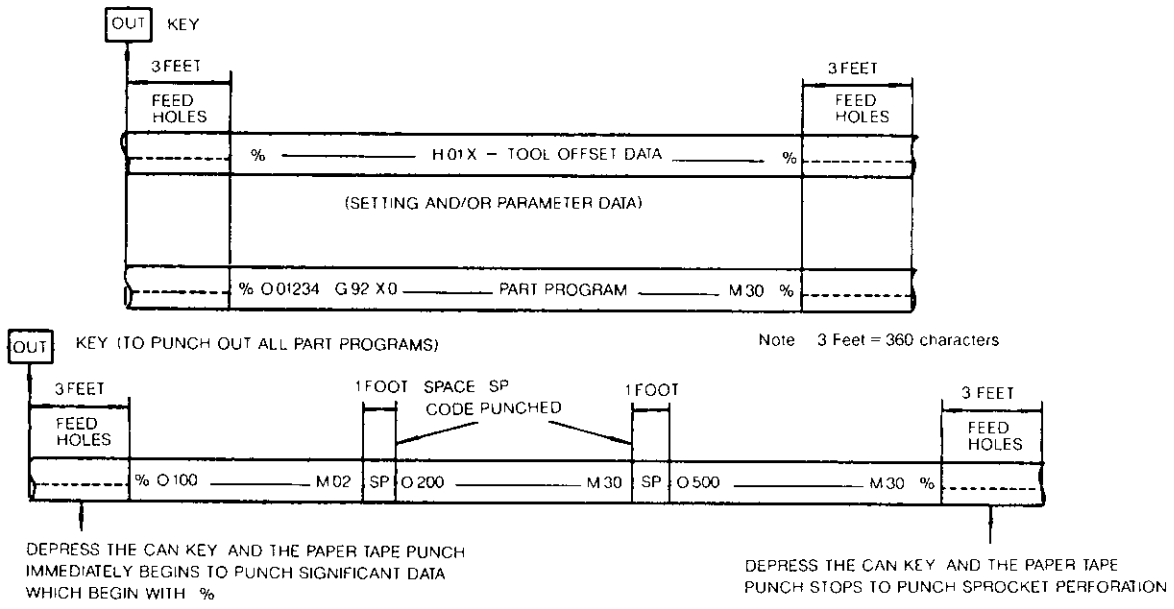 OUT KEY
3 FEET
3 FEET
FEED
HOLES
FEED
HOLES
% H01X – TOOL OFFSET DATA %
(SETTING AND/OR PARAMETER DATA)
% O01234 G92 X0 PART PROGRAM M30 %
OUT KEY (TO PUNCH OUT ALL PART PROGRAMS)
Note 3 Feet = 360 characters
3 FEET
1 FOOT SPACE SP
CODE PUNCHED
1 FOOT
3 FEET
FEED
HOLES
FEED
HOLES
% O100 M02 SP O200 M30 SP O500 M30 %
DEPRESS THE CAN KEY AND THE PAPER TAPE PUNCH
IMMEDIATELY BEGINS TO PUNCH SIGNIFICANT DATA
WHICH BEGIN WITH %
DEPRESS THE CAN KEY AND THE PAPER TAPE
PUNCH STOPS TO PUNCH SPROCKET PERFORATION